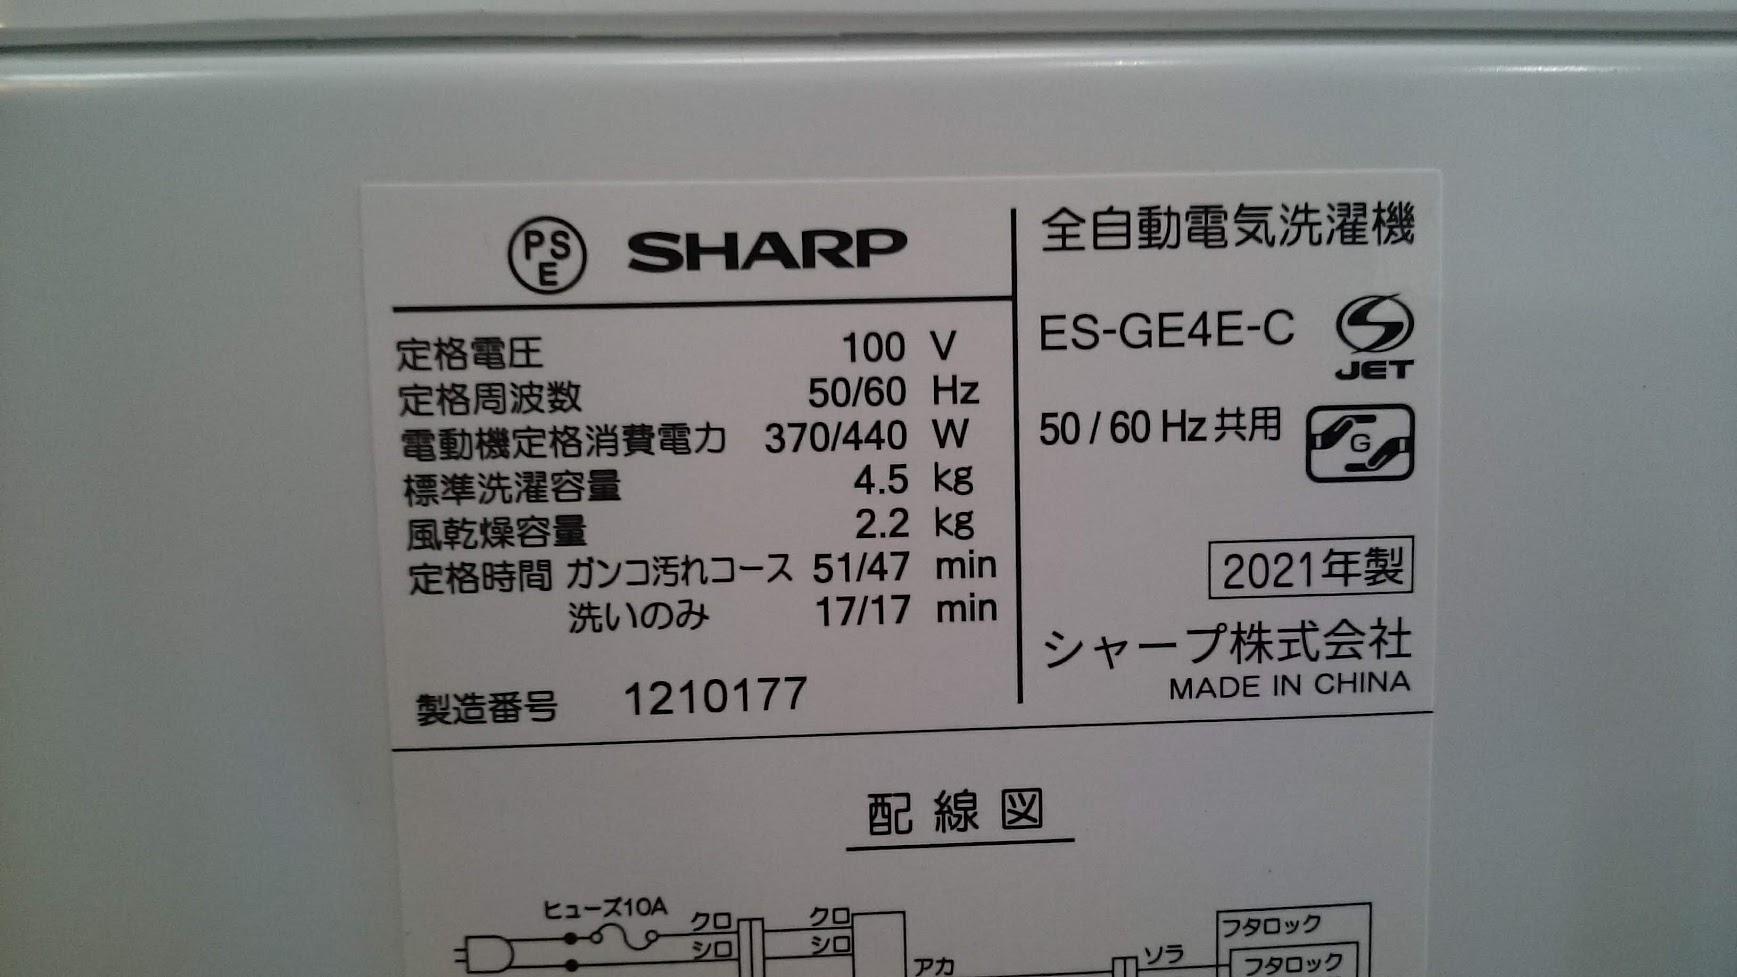 PSE SHARP
定格電圧 100 V
定格周波数 50/60 Hz
電動機定格消費電力 370/440 W
標準洗濯容量 4.5 kg
風乾燥容量 2.2 kg
定格時間 ガンコ汚れコース 51/47 min
洗いのみ 17/17 min
製造番号 1210177
全自動電気洗濯機
ES-GE4E-C
JET
50/60 Hz 共用
G
2021年製
シャープ株式会社
MADE IN CHINA
配線図
ヒューズ10A クロ クロ フタロック
シロ シロ アカ ソラ フタロック